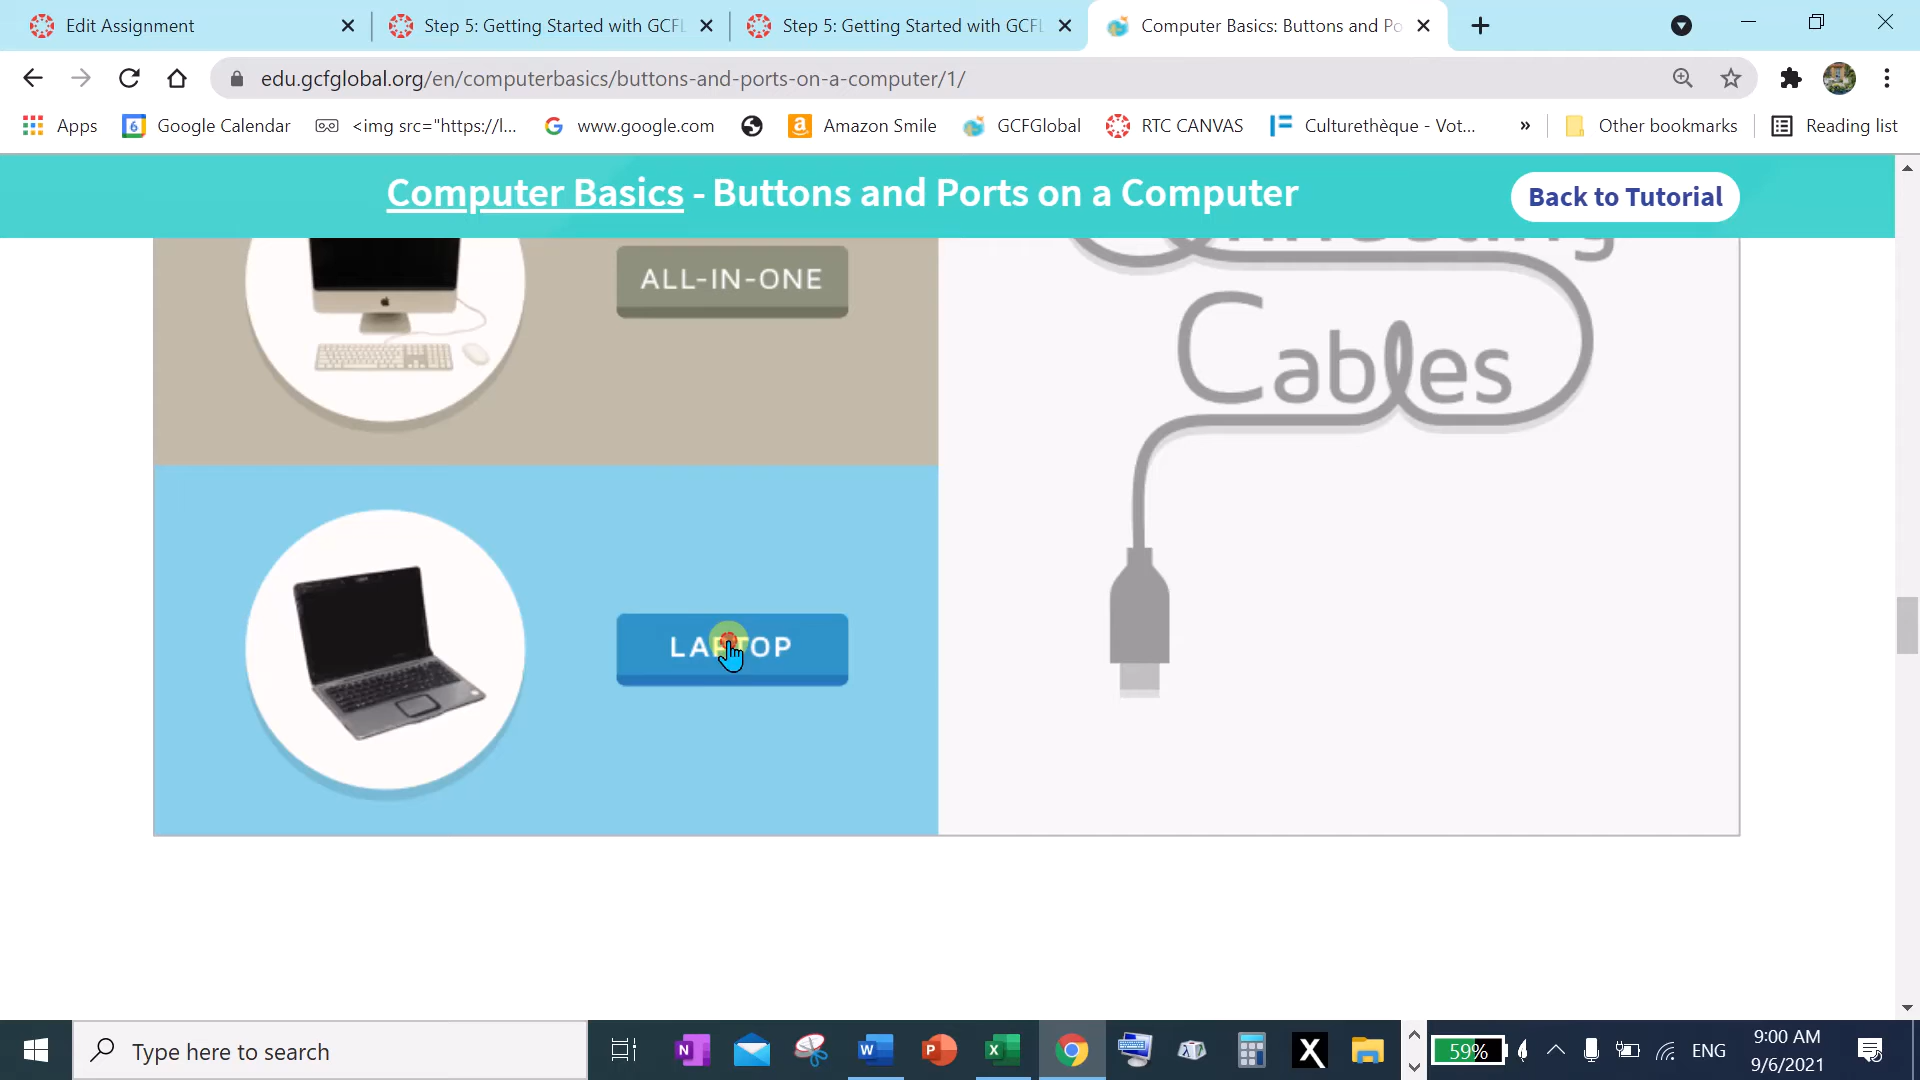 Edit Assignment
Step 5: Getting Started with GCFL
Step 5: Getting Started with GCFL
Computer Basics: Buttons and Po
edu.gcfglobal.org/en/computerbasics/buttons-and-ports-on-a-computer/1/
Apps
6
Google Calendar
<img src="https://l...
www.google.com
Amazon Smile
GCFGlobal
RTC CANVAS
Culturethèque - Vot...
»
Other bookmarks
Reading list
Computer Basics - Buttons and Ports on a Computer
Back to Tutorial
ALL-IN-ONE
Cables
LAPTOP
Type here to search
59%
ENG
9:00 AM
9/6/2021